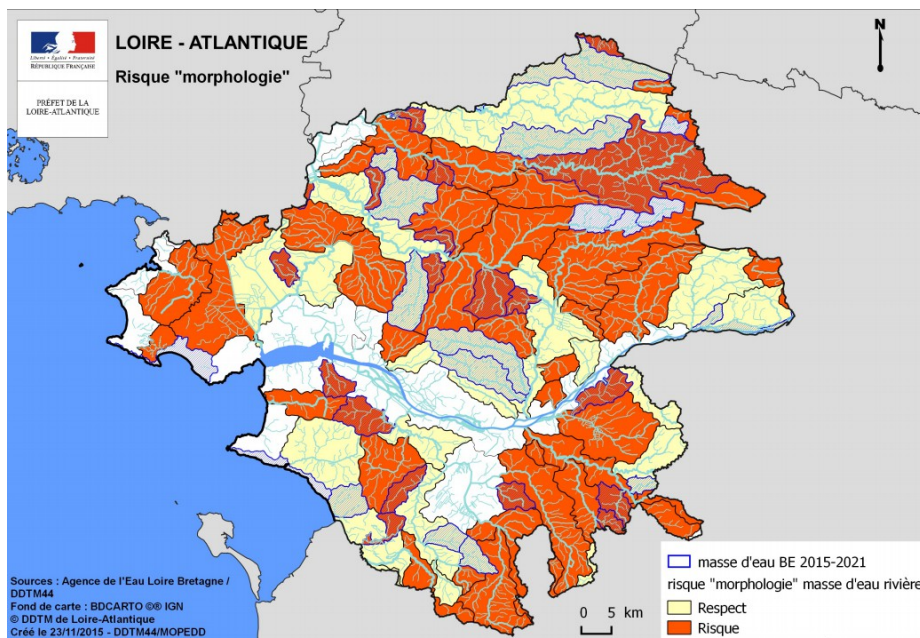 Liberté • Égalité • Fraternité
RÉPUBLIQUE FRANÇAISE
PRÉFET DE LA
LOIRE-ATLANTIQUE
LOIRE - ATLANTIQUE
Risque "morphologie"
N
Sources : Agence de l'Eau Loire Bretagne /
DDTM44
Fond de carte : BDCARTO ©® IGN
© DDTM de Loire-Atlantique
Créé le 23/11/2015 - DDTM44/MOPEDD
0 5 km
masse d'eau BE 2015-2021
risque "morphologie" masse d'eau rivière
Respect
Risque